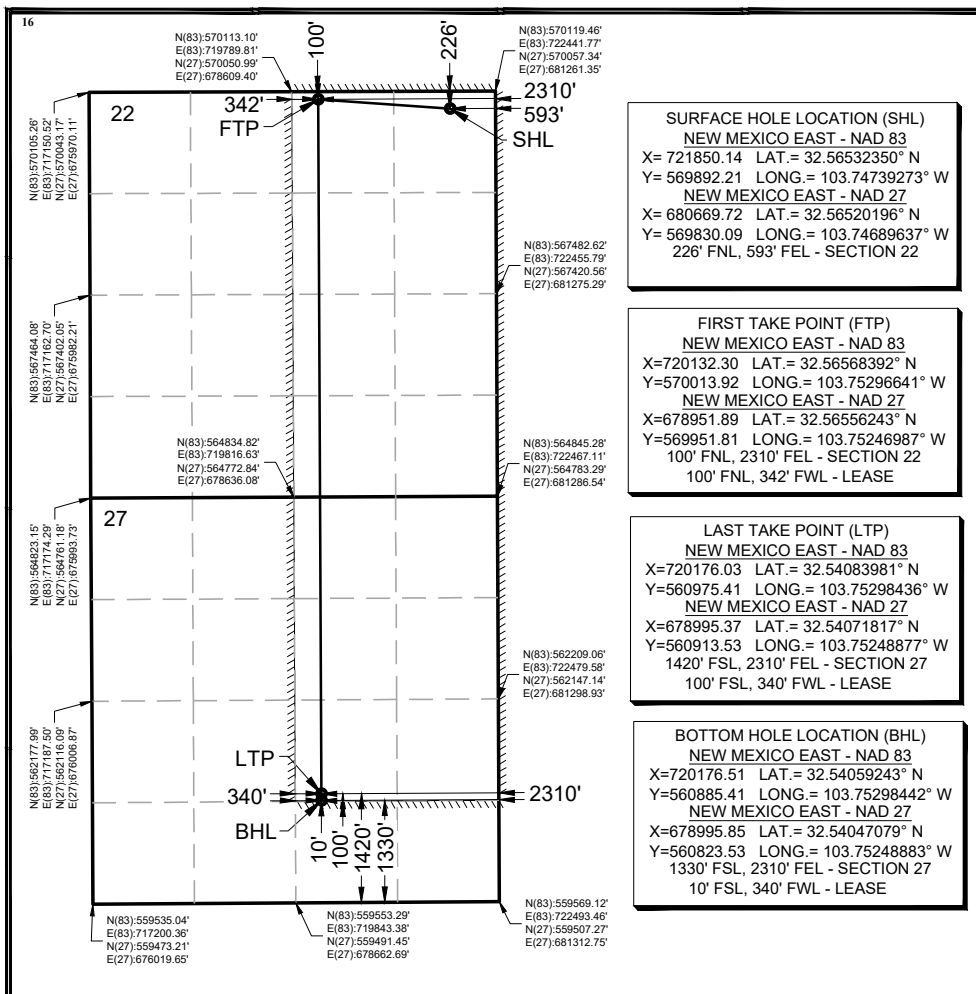 16
N(83):570113.10'
E(83):719789.81'
N(27):570050.99'
E(27):678609.40'
100'
226'
N(83):570119.46'
E(83):722441.77'
N(27):570057.34'
E(27):681261.35'
N(83):570105.26'
E(83):717150.52'
N(27):570043.17'
E(27):675970.11'
22
342'
FTP
2310'
593'
SHL
N(83):567482.62'
E(83):722455.79'
N(27):567420.56'
E(27):681275.29'
N(83):567464.08'
E(83):717162.70'
N(27):567402.05'
E(27):675982.21'
N(83):564834.82'
E(83):719816.63'
N(27):564772.84'
E(27):678636.08'
N(83):564845.28'
E(83):722467.11'
N(27):564783.29'
E(27):681286.54'
27
N(83):564823.15'
E(83):717174.29'
N(27):564761.18'
E(27):675993.73'
N(83):562209.06'
E(83):722479.58'
N(27):562147.14'
E(27):681298.93'
N(83):562177.99'
E(83):717187.50'
N(27):562116.09'
E(27):676006.87'
LTP
340'
BHL
2310'
10'
100'
1420'
1330'
N(83):559535.04'
E(83):717200.36'
N(27):559473.21'
E(27):676019.65'
N(83):559553.29'
E(83):719843.38'
N(27):559491.45'
E(27):678662.69'
N(83):559569.12'
E(83):722493.46'
N(27):559507.27'
E(27):681312.75'
SURFACE HOLE LOCATION (SHL)
NEW MEXICO EAST - NAD 83
X= 721850.14 LAT.= 32.56532350° N
Y= 569892.21 LONG.= 103.74739273° W
NEW MEXICO EAST - NAD 27
X= 680669.72 LAT.= 32.56520196° N
Y= 569830.09 LONG.= 103.74689637° W
226' FNL, 593' FEL - SECTION 22
FIRST TAKE POINT (FTP)
NEW MEXICO EAST - NAD 83
X=720132.30 LAT.= 32.56568392° N
Y=570013.92 LONG.= 103.75296641° W
NEW MEXICO EAST - NAD 27
X=678951.89 LAT.= 32.56556243° N
Y=569951.81 LONG.= 103.75246987° W
100' FNL, 2310' FEL - SECTION 22
100' FNL, 342' FWL - LEASE
LAST TAKE POINT (LTP)
NEW MEXICO EAST - NAD 83
X=720176.03 LAT.= 32.54083981° N
Y=560975.41 LONG.= 103.75298436° W
NEW MEXICO EAST - NAD 27
X=678995.37 LAT.= 32.54071817° N
Y=560913.53 LONG.= 103.75248877° W
1420' FSL, 2310' FEL - SECTION 27
100' FSL, 340' FWL - LEASE
BOTTOM HOLE LOCATION (BHL)
NEW MEXICO EAST - NAD 83
X=720176.51 LAT.= 32.54059243° N
Y=560885.41 LONG.= 103.75298442° W
NEW MEXICO EAST - NAD 27
X=678995.85 LAT.= 32.54047079° N
Y=560823.53 LONG.= 103.75248883° W
1330' FSL, 2310' FEL - SECTION 27
10' FSL, 340' FWL - LEASE